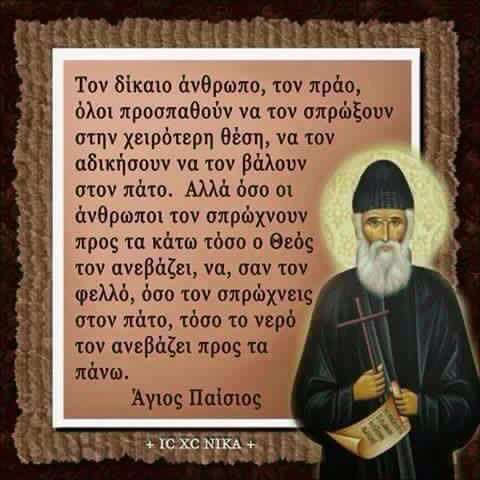 Τον δίκαιο άνθρωπο, τον πράο,
όλοι προσπαθούν να τον σπρώξουν
στην χειρότερη θέση, να τον
αδικήσουν να τον βάλουν
στον πάτο. Αλλά όσο οι
άνθρωποι τον σπρώχνουν
προς τα κάτω τόσο ο Θεός
τον ανεβάζει, να, σαν τον
φελλό, όσο τον σπρώχνεις
στον πάτο, τόσο το νερό
τον ανεβάζει προς τα
πάνω.
Άγιος Παίσιος
+ IC XC NIKA +